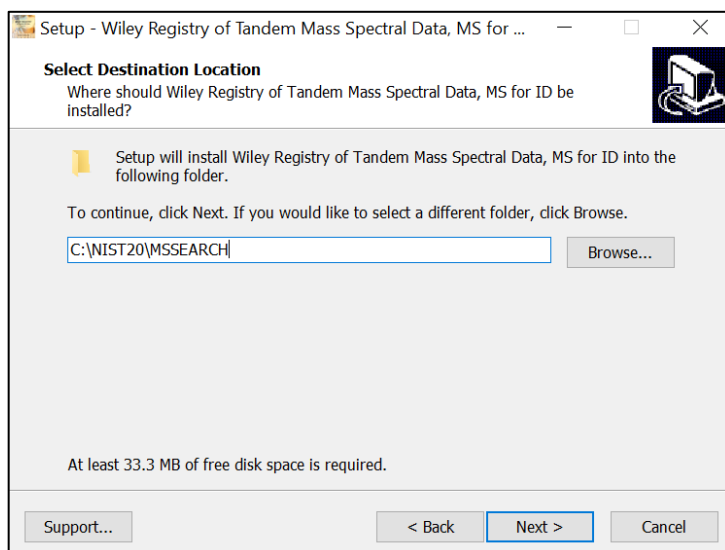 Setup - Wiley Registry of Tandem Mass Spectral Data, MS for ...
Select Destination Location
Where should Wiley Registry of Tandem Mass Spectral Data, MS for ID be
installed?
Setup will install Wiley Registry of Tandem Mass Spectral Data, MS for ID into the
following folder.
To continue, click Next. If you would like to select a different folder, click Browse.
C:\NIST20\MSSEARCH
Browse...
At least 33.3 MB of free disk space is required.
Support...
< Back
Next >
Cancel